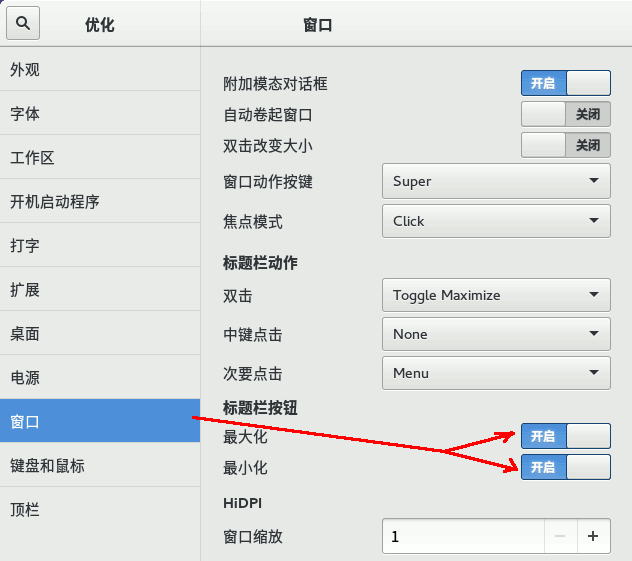 优化
窗口
外观
字体
工作区
开机启动程序
打字
扩展
桌面
电源
窗口
键盘和鼠标
顶栏
附加模态对话框 开启
自动卷起窗口 关闭
双击改变大小 关闭
窗口动作按键 Super
焦点模式 Click
标题栏动作
双击 Toggle Maximize
中键点击 None
次要点击 Menu
标题栏按钮
最大化 开启
最小化 开启
HiDPI
窗口缩放 1 − +